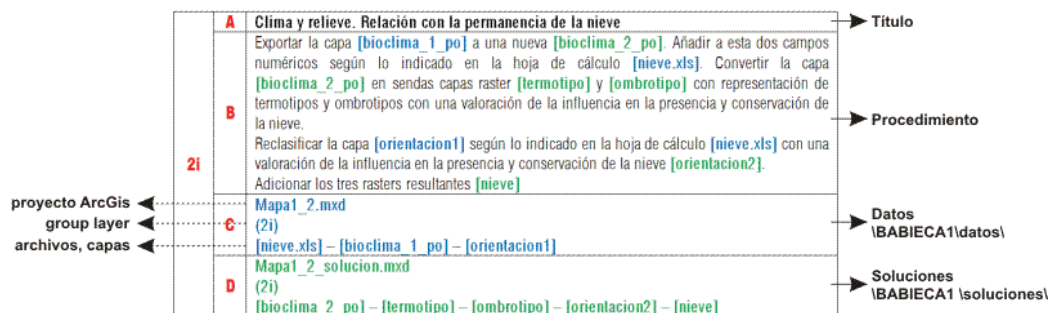 A Clima y relieve. Relación con la permanencia de la nieve
Título
Exportar la capa [bioclima_1_po] a una nueva [bioclima_2_po]. Añadir a esta dos campos
numéricos según lo indicado en la hoja de cálculo [nieve.xls]. Convertir la capa
[bioclima_2_po] en sendas capas raster [termotipo] y [ombrotipo] con representación de
termotipos y ombrotipos con una valoración de la influencia en la presencia y conservación de
la nieve.
B
Procedimiento
Reclasificar la capa [orientacion1] según lo indicado en la hoja de cálculo [nieve.xls] con una
valoración de la influencia en la presencia y conservación de la nieve [orientacion2].
2i
Adicionar los tres rasters resultantes [nieve]
proyecto ArcGis
Mapa1_2.mxd
group layer
C
(2i)
archivos, capas
[nieve.xls] – [bioclima_1_po] – [orientacion1]
Datos
\BABIECA1\datos\
Mapa1_2_solucion.mxd
D
(2i)
[bioclima_2_po] – [termotipo] – [ombrotipo] – [orientacion2] – [nieve]
Soluciones
\BABIECA1 \soluciones\